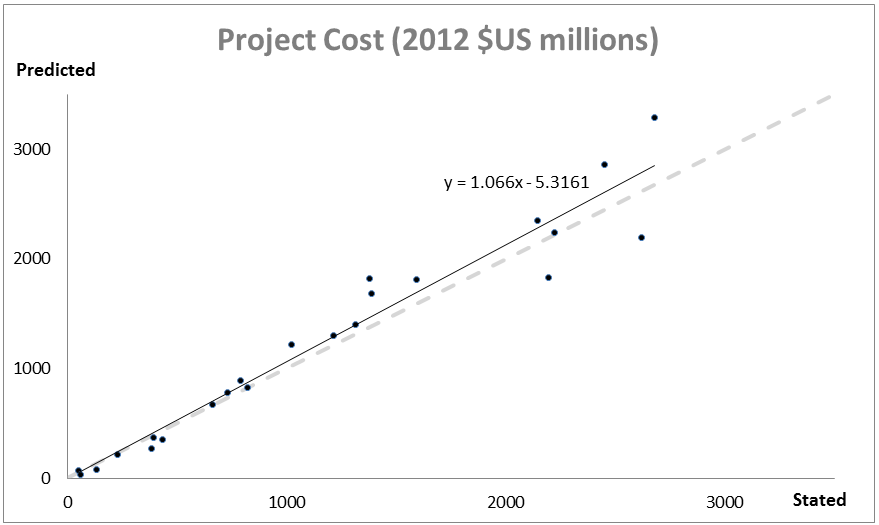 Project Cost (2012 $US millions)
Predicted
3000
y = 1.066x - 5.3161
2000
1000
0
0 1000 2000 3000 Stated